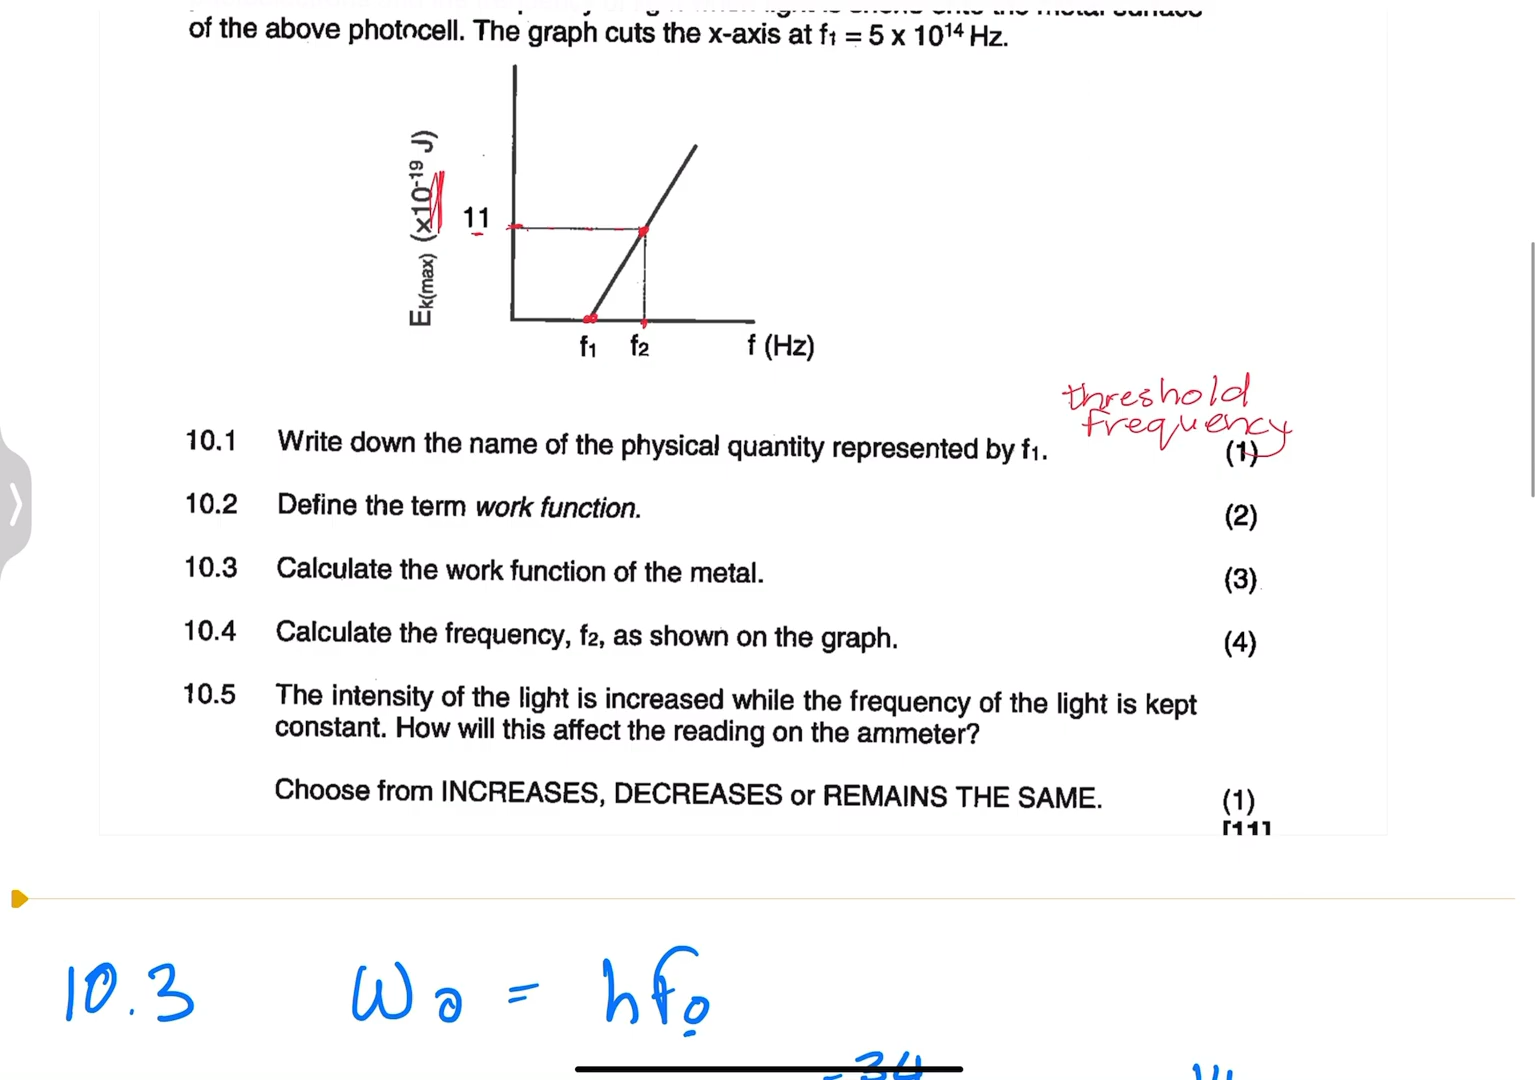 of the above photocell. The graph cuts the x-axis at f1 = 5 x 10¹⁴ Hz.
Ek(max) (x10⁻¹⁹ J)
11
f1 f2 f (Hz)
threshold
frequency
10.1 Write down the name of the physical quantity represented by f1. (1)
10.2 Define the term work function. (2)
10.3 Calculate the work function of the metal. (3)
10.4 Calculate the frequency, f2, as shown on the graph. (4)
10.5 The intensity of the light is increased while the frequency of the light is kept
constant. How will this affect the reading on the ammeter?
Choose from INCREASES, DECREASES or REMAINS THE SAME. (1)
[11]
10.3 W0 = hf0
-34